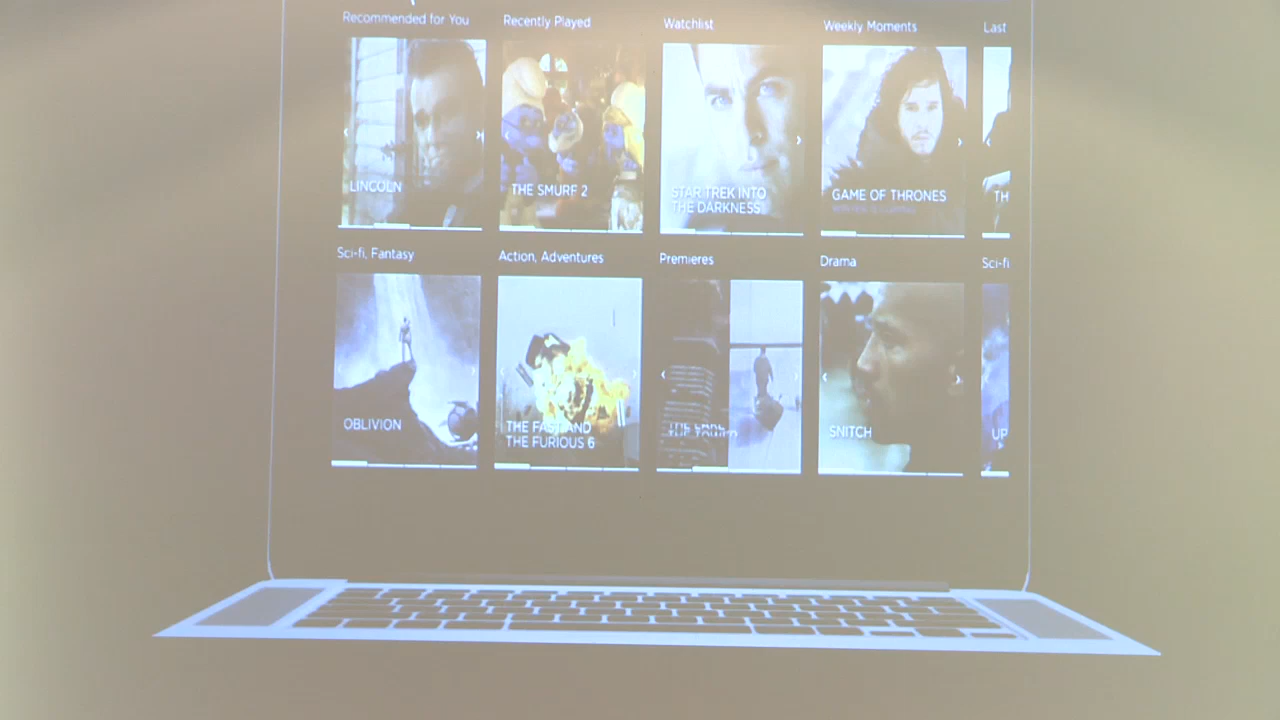 Recommended for You
Recently Played
Watchlist
Weekly Moments
Last
LINCOLN
THE SMURF 2
STAR TREK INTO
THE DARKNESS
GAME OF THRONES
TH
Sci-fi, Fantasy
Action, Adventures
Premieres
Drama
Sci-fi
OBLIVION
THE FAST AND
THE FURIOUS 6
SNITCH
UP